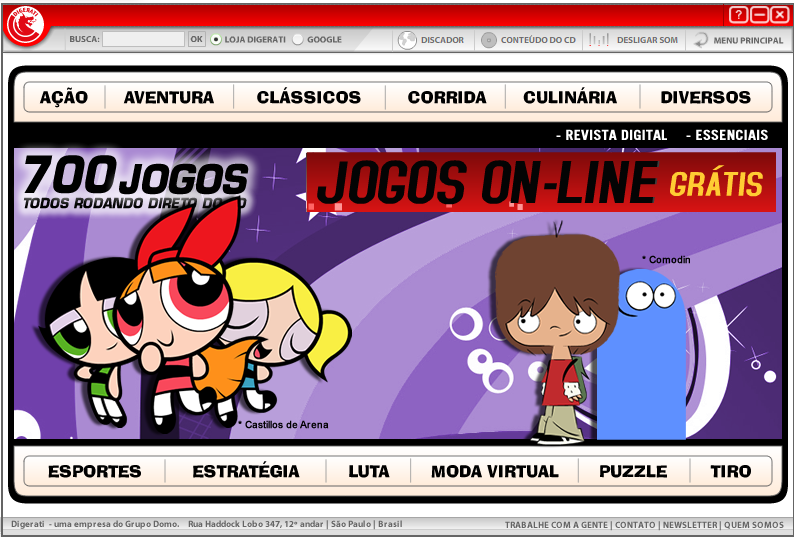 DIGERATI
?
BUSCA: OK LOJA DIGERATI GOOGLE DISCADOR CONTEÚDO DO CD DESLIGAR SOM MENU PRINCIPAL
AÇÃO AVENTURA CLÁSSICOS CORRIDA CULINÁRIA DIVERSOS
- REVISTA DIGITAL - ESSENCIAIS
700 JOGOS
TODOS RODANDO DIRETO DO
JOGOS ON-LINE GRÁTIS
* Comodin
* Castillos de Arena
ESPORTES ESTRATÉGIA LUTA MODA VIRTUAL PUZZLE TIRO
Digerati - uma empresa do Grupo Domo. Rua Haddock Lobo 347, 12º andar | São Paulo | Brasil TRABALHE COM A GENTE | CONTATO | NEWSLETTER | QUEM SOMOS